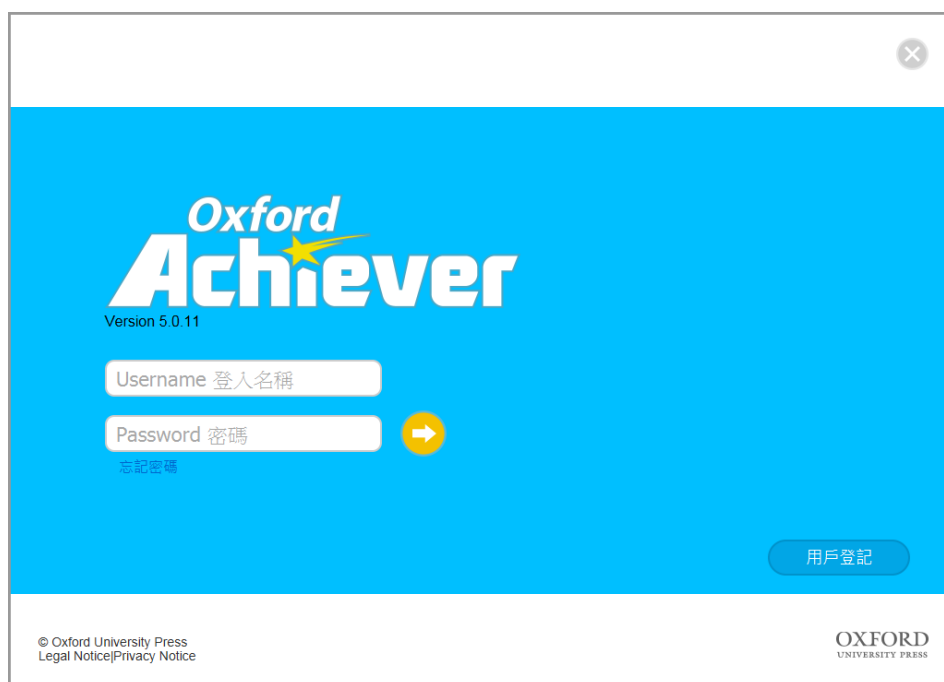 Oxford
Achiever
Version 5.0.11
Username 登入名稱
Password 密碼
忘記密碼
用戶登記
© Oxford University Press
Legal Notice|Privacy Notice
OXFORD
UNIVERSITY PRESS